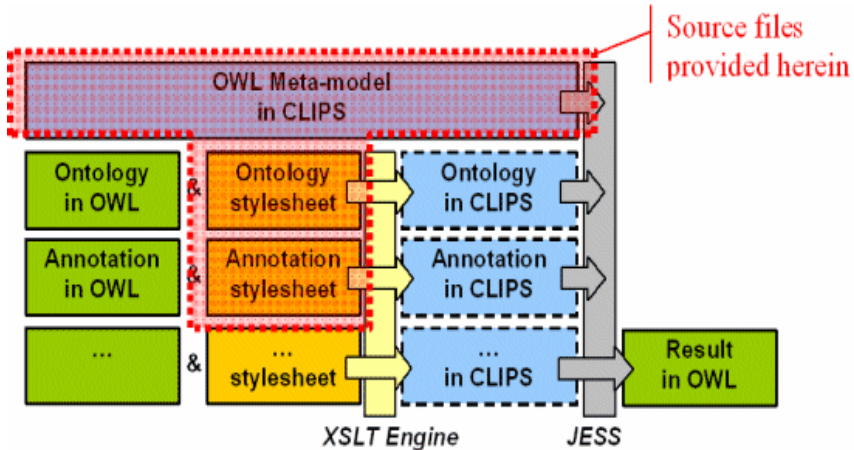 Source files
provided herein
OWL Meta-model
in CLIPS
Ontology
in OWL
&
Ontology
stylesheet
Ontology
in CLIPS
Annotation
in OWL
&
Annotation
stylesheet
Annotation
in CLIPS
...
&
...
stylesheet
...
in CLIPS
Result
in OWL
XSLT Engine
JESS